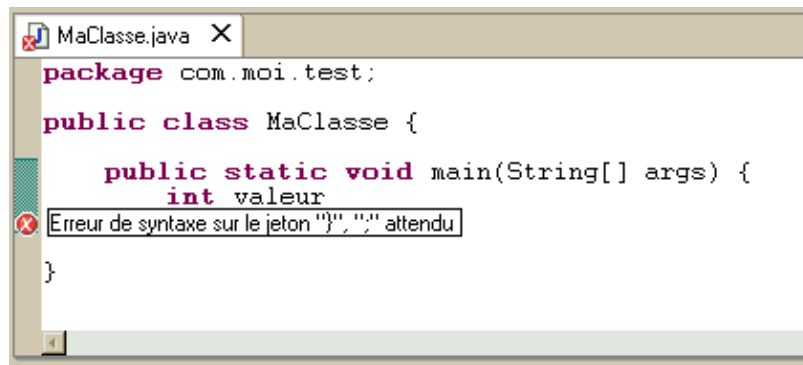 MaClasse.java
package com.moi.test;
public class MaClasse {
public static void main(String[] args) {
int valeur
Erreur de syntaxe sur le jeton "}", ";" attendu
}